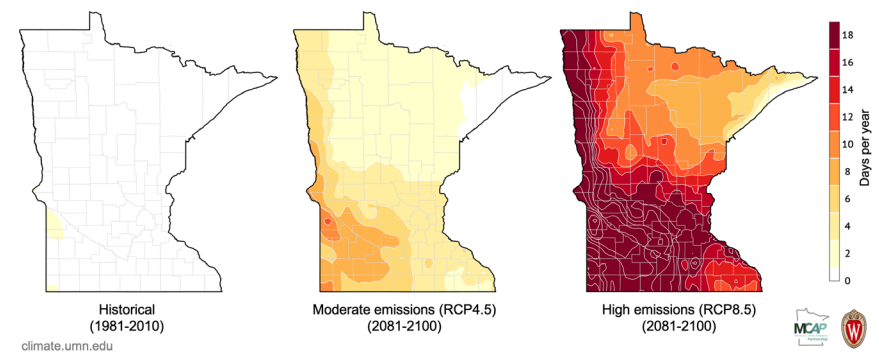 18
16
14
12
10
8
6
4
2
0
Days per year
Historical
(1981-2010)
Moderate emissions (RCP4.5)
(2081-2100)
High emissions (RCP8.5)
(2081-2100)
climate.umn.edu
MCAP
Partnership
W